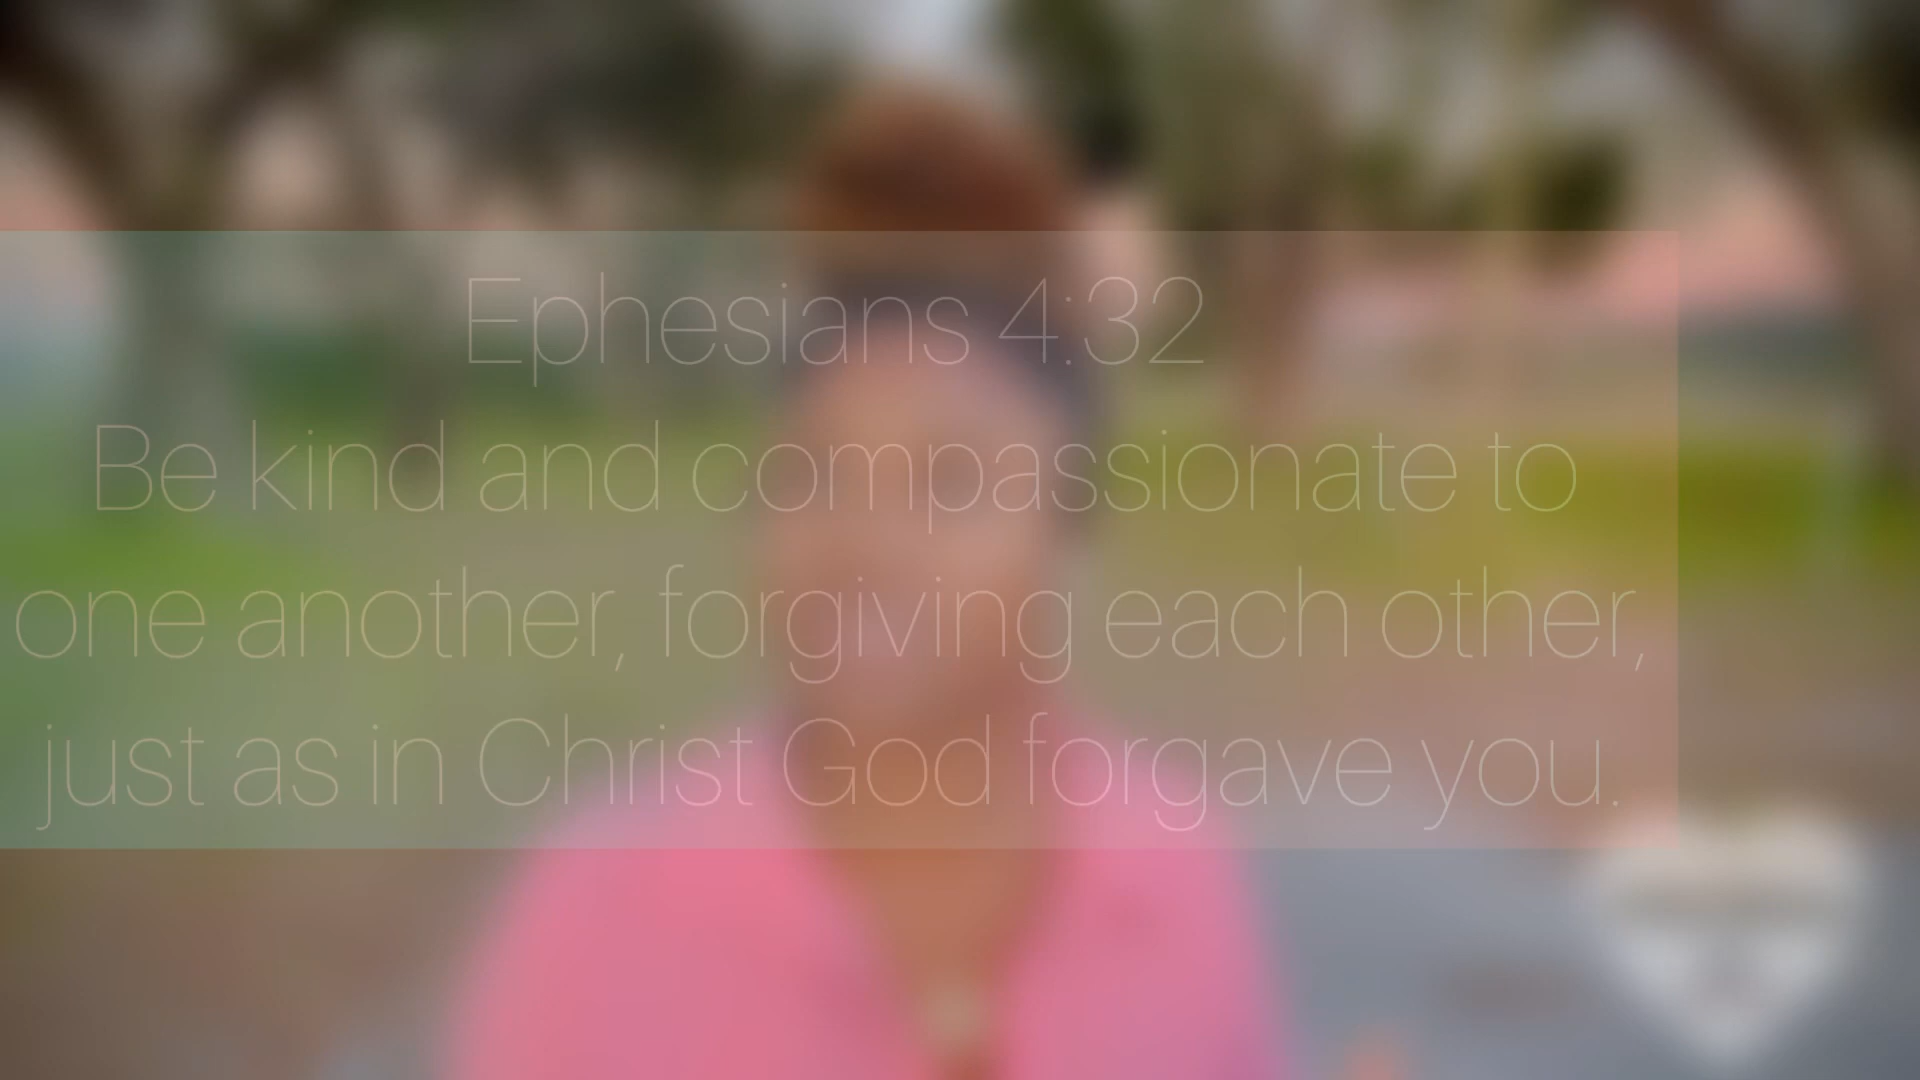 Ephesians 4:32
Be kind and compassionate to
one another, forgiving each other,
just as in Christ God forgave you.